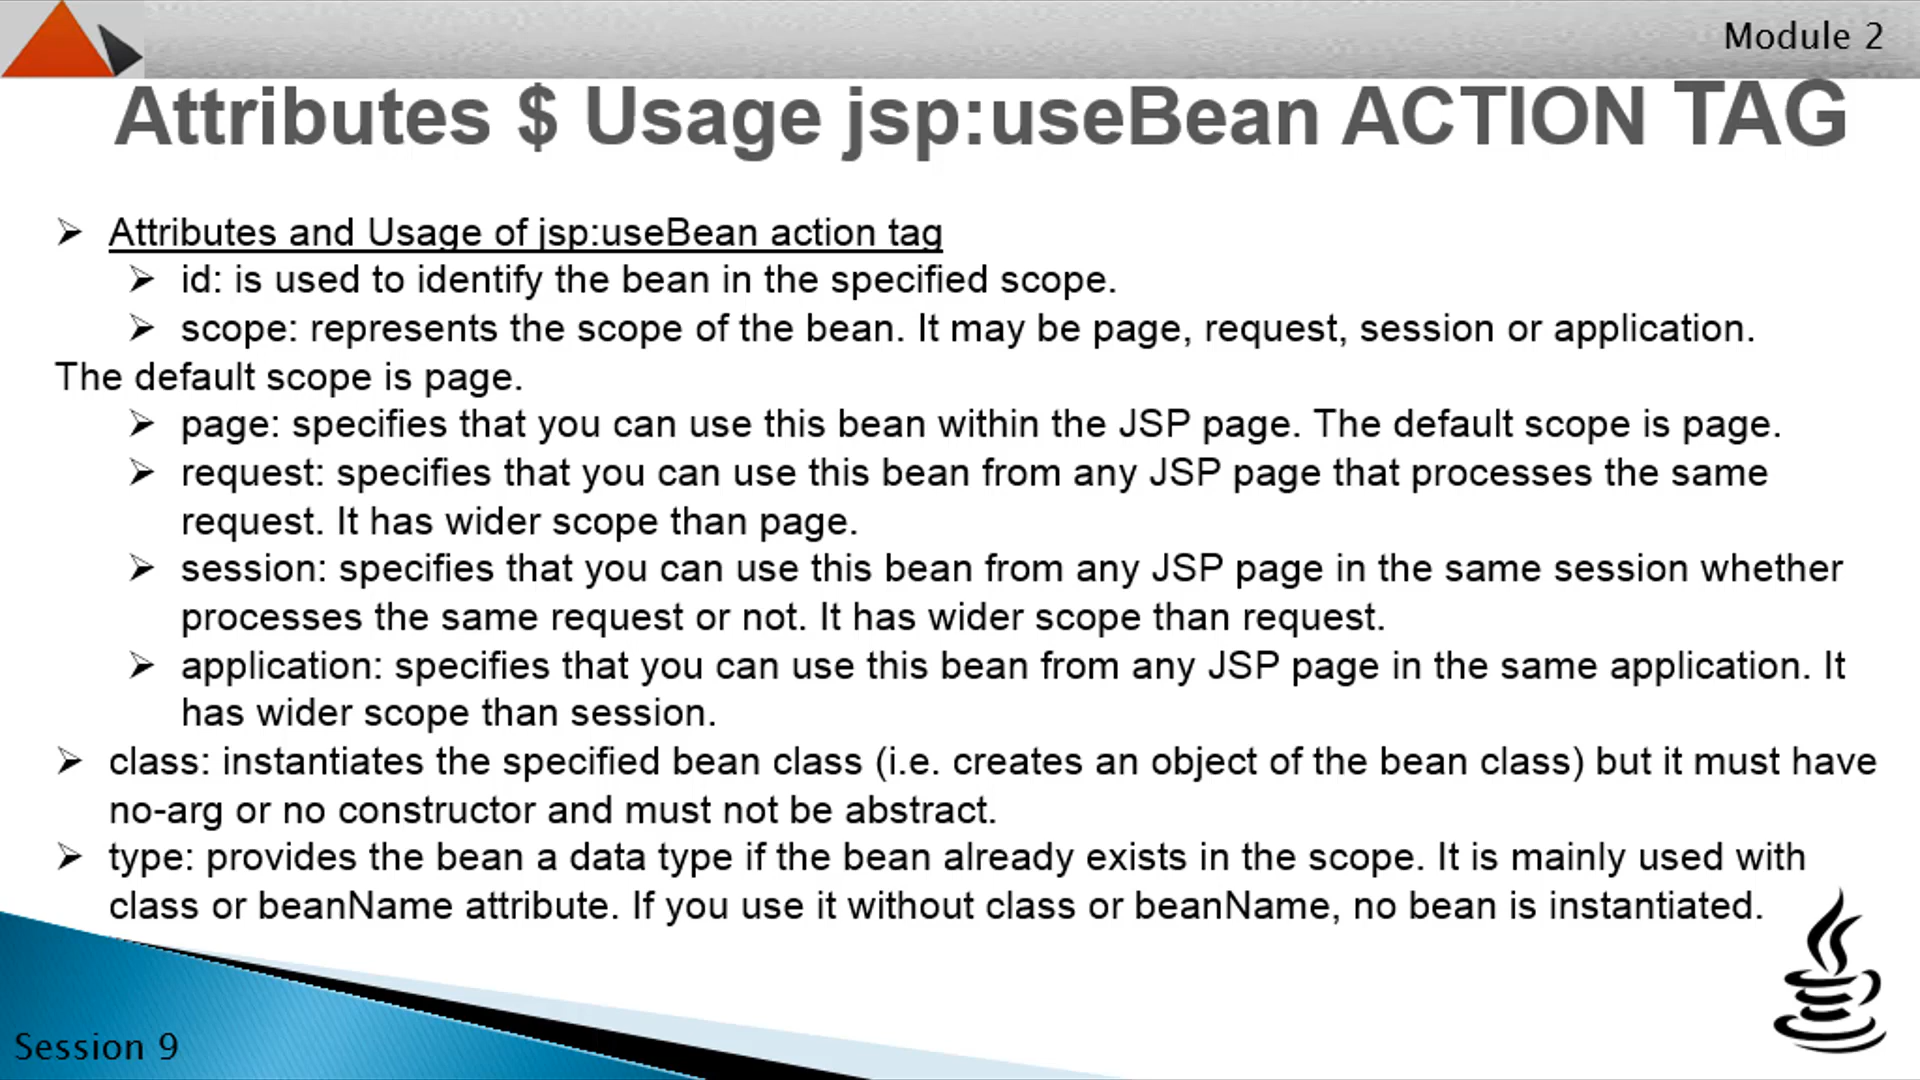 Module 2
Attributes $ Usage jsp:useBean ACTION TAG
Attributes and Usage of jsp:useBean action tag
id: is used to identify the bean in the specified scope.
scope: represents the scope of the bean. It may be page, request, session or application.
The default scope is page.
page: specifies that you can use this bean within the JSP page. The default scope is page.
request: specifies that you can use this bean from any JSP page that processes the same
request. It has wider scope than page.
session: specifies that you can use this bean from any JSP page in the same session whether
processes the same request or not. It has wider scope than request.
application: specifies that you can use this bean from any JSP page in the same application. It
has wider scope than session.
class: instantiates the specified bean class (i.e. creates an object of the bean class) but it must have
no-arg or no constructor and must not be abstract.
type: provides the bean a data type if the bean already exists in the scope. It is mainly used with
class or beanName attribute. If you use it without class or beanName, no bean is instantiated.
Session 9